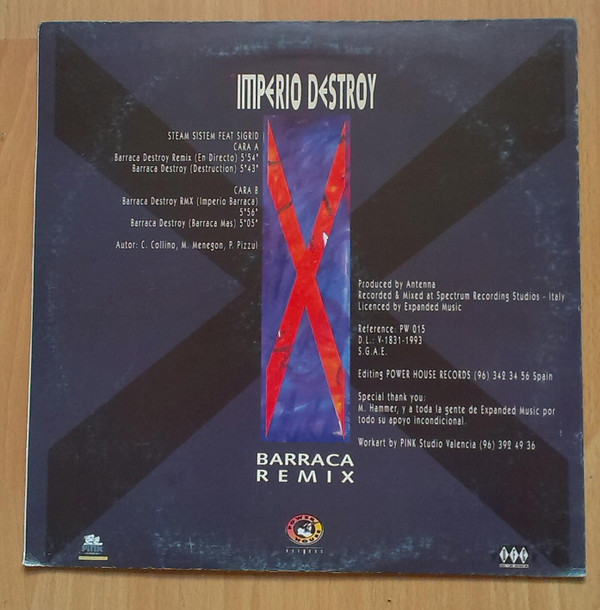 IMPERIO DESTROY
STEAM SISTEM FEAT SIGRID
CARA A
Barraca Destroy Remix (En Directo) 5'54"
Barraca Destroy (Destruction) 5'43"
CARA B
Barraca Destroy RMX (Imperio Barraca)
5'56"
Barraca Destroy (Barraca Mas) 5'05"
Autor: C. Collino, M. Menegon, P. Pizzul
Produced by Antenna
Recorded & Mixed at Spectrum Recording Studios - Italy
Licenced by Expanded Music
Reference: PW 015
D.L.: V-1831-1993
S.G.A.E.
Editing POWER HOUSE RECORDS (96) 342 34 56 Spain
Special thank you:
M. Hammer, y a toda la gente de Expanded Music por
todo su apoyo incondicional.
Workart by PINK Studio Valencia (96) 392 49 36
BARRACA
REMIX
PINK
POWER
HOUSE